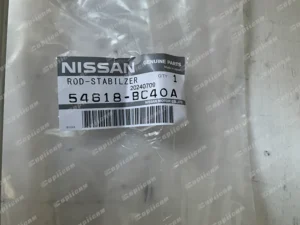 NISSAN GENUINE PARTS
ROD-STABILZER QTY 1
20240709
54618-BC40A